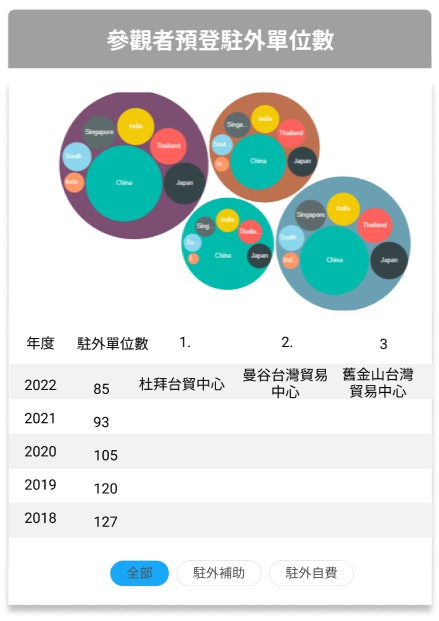 參觀者預登駐外單位數
Singapore
India
Thailand
South…
Inde…
China
Japan
Singa…
India
Thailand
Sout…
In…
China
Japan
Sing…
India
Thaila…
So…
I…
China
Japan
Singapore
India
Thailand
South…
Ind…
China
Japan
年度 駐外單位數 1. 2. 3
2022 85 杜拜台貿中心 曼谷台灣貿易 舊金山台灣
中心 貿易中心
2021 93
2020 105
2019 120
2018 127
全部 駐外補助 駐外自費